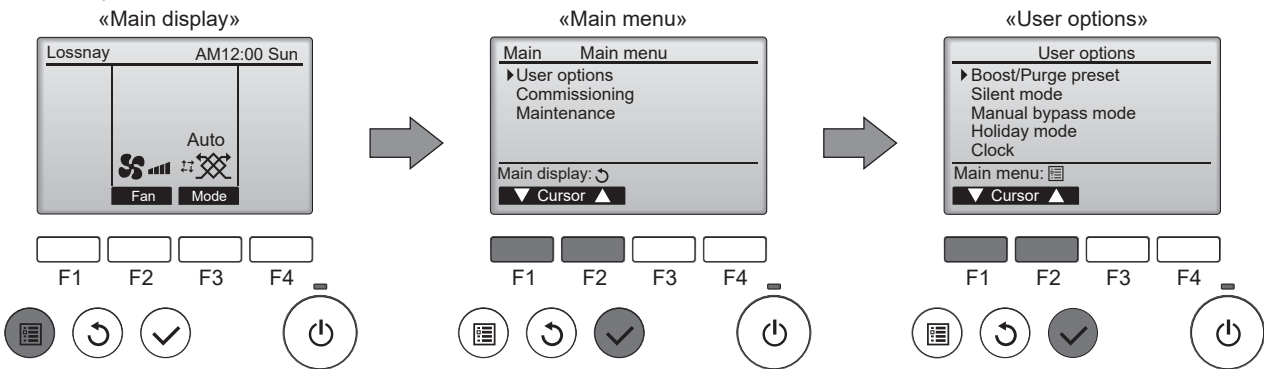 «Main display»
Lossnay AM12:00 Sun
Auto
Fan Mode
F1 F2 F3 F4
«Main menu»
Main Main menu
User options
Commissioning
Maintenance
Main display:
Cursor
F1 F2 F3 F4
«User options»
User options
Boost/Purge preset
Silent mode
Manual bypass mode
Holiday mode
Clock
Main menu:
Cursor
F1 F2 F3 F4